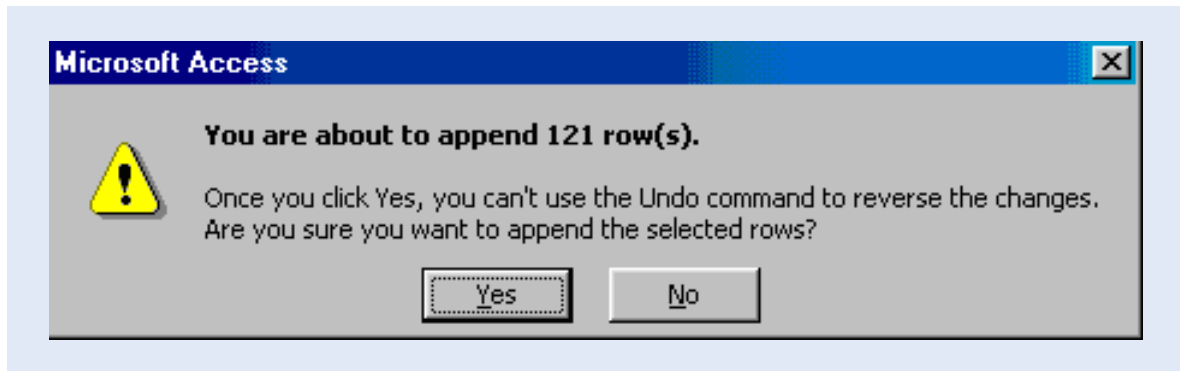 Microsoft Access
You are about to append 121 row(s).
Once you click Yes, you can't use the Undo command to reverse the changes.
Are you sure you want to append the selected rows?
Yes No